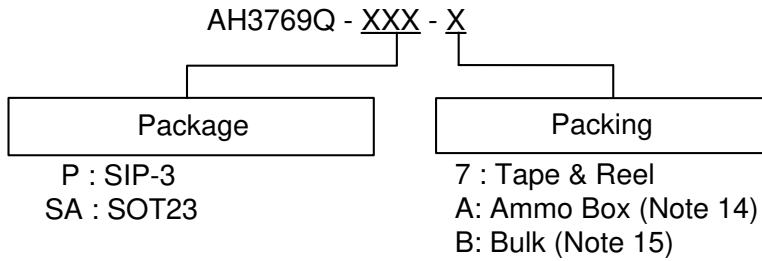 AH3769Q - XXX - X
Package
P : SIP-3
SA : SOT23
Packing
7 : Tape & Reel
A: Ammo Box (Note 14)
B: Bulk (Note 15)